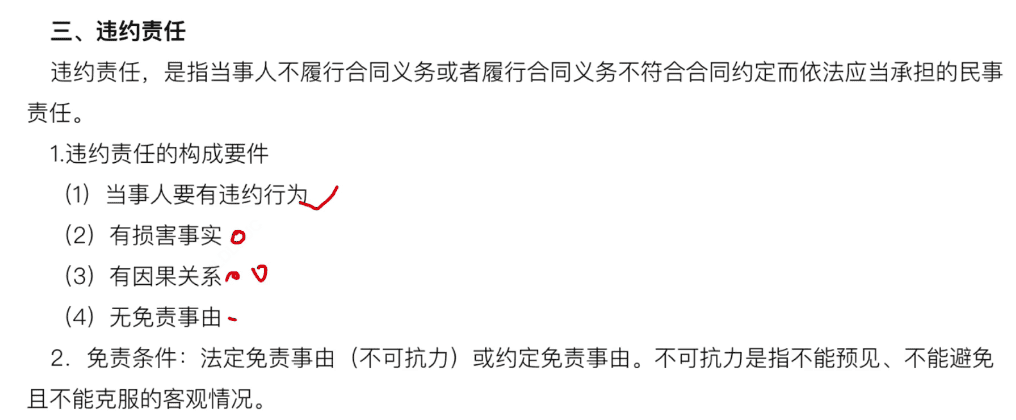 三、违约责任
违约责任，是指当事人不履行合同义务或者履行合同义务不符合合同约定而依法应当承担的民事
责任。
1.违约责任的构成要件
（1）当事人要有违约行为
（2）有损害事实
（3）有因果关系
（4）无免责事由
2．免责条件：法定免责事由（不可抗力）或约定免责事由。不可抗力是指不能预见、不能避免
且不能克服的客观情况。